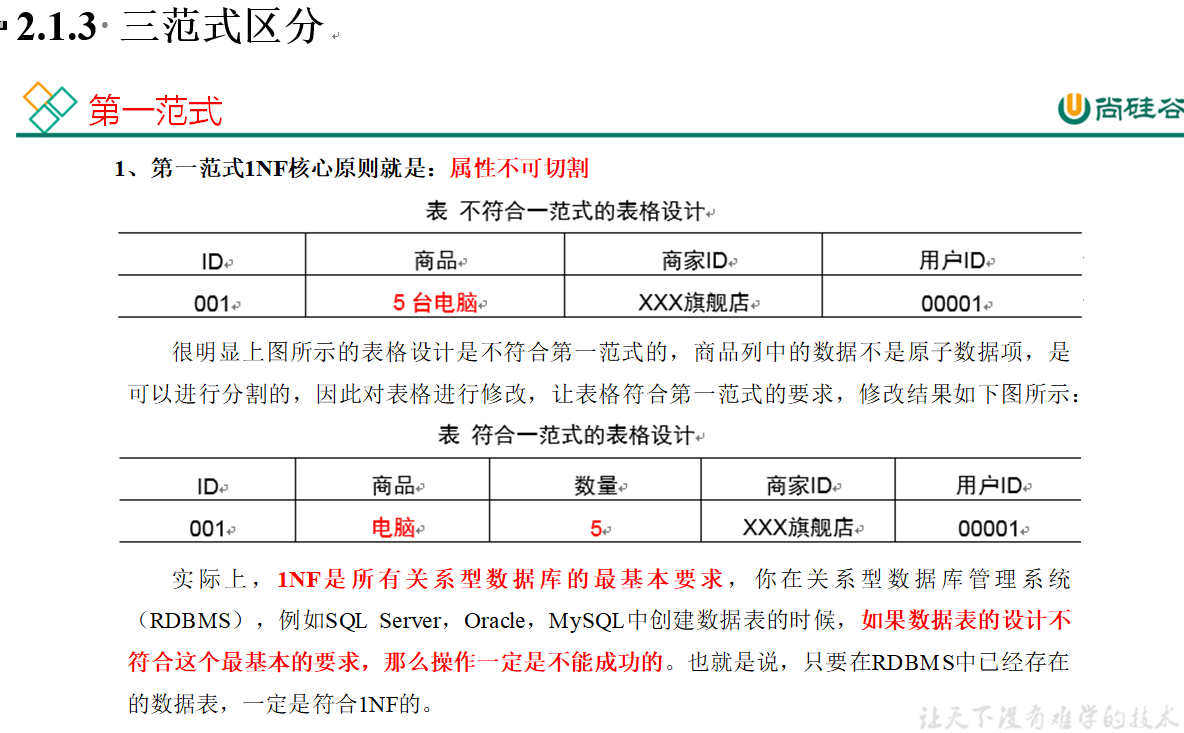 2.1.3 三范式区分
第一范式
尚硅谷
1、第一范式1NF核心原则就是：属性不可切割
表 不符合一范式的表格设计
ID 商品 商家ID 用户ID
001 5 台电脑 XXX旗舰店 00001
很明显上图所示的表格设计是不符合第一范式的，商品列中的数据不是原子数据项，是
可以进行分割的，因此对表格进行修改，让表格符合第一范式的要求，修改结果如下图所示：
表 符合一范式的表格设计
ID 商品 数量 商家ID 用户ID
001 电脑 5 XXX旗舰店 00001
实际上，1NF是所有关系型数据库的最基本要求，你在关系型数据库管理系统
（RDBMS），例如SQL Server，Oracle，MySQL中创建数据表的时候，如果数据表的设计不
符合这个最基本的要求，那么操作一定是不能成功的。也就是说，只要在RDBMS中已经存在
的数据表，一定是符合1NF的。
让天下没有难学的技术